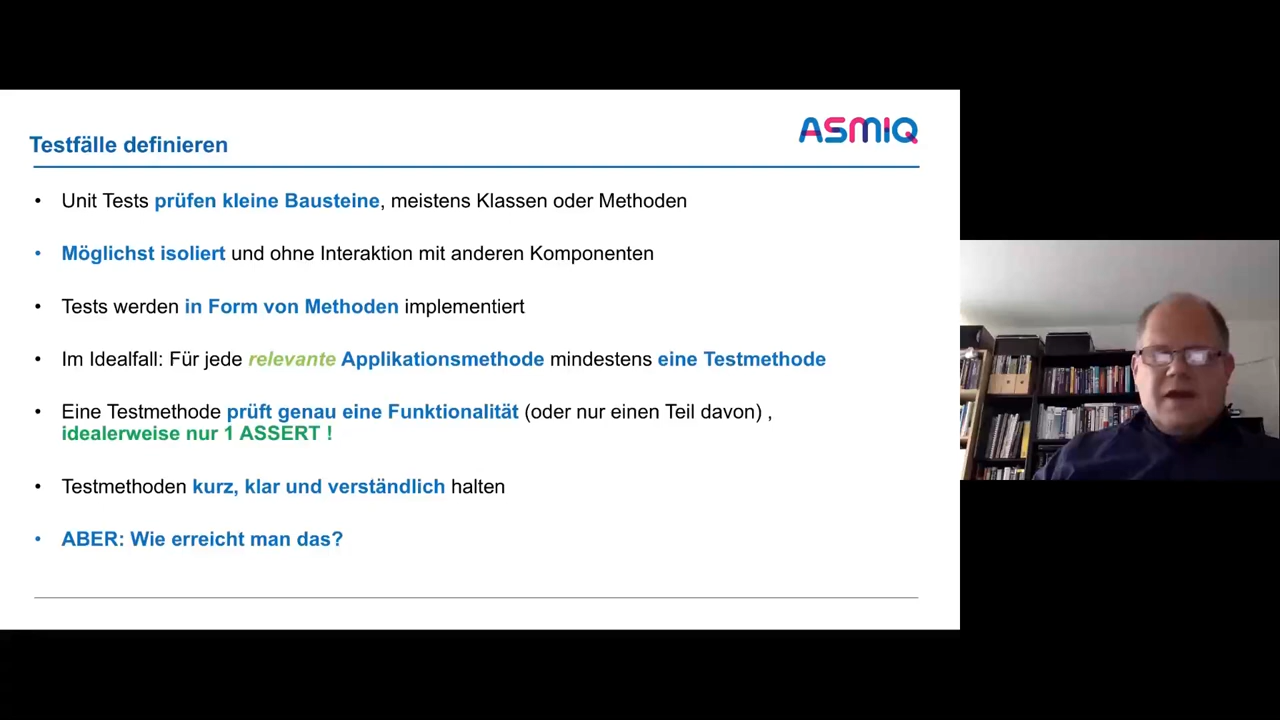 Testfälle definieren
ASMIQ
• Unit Tests prüfen kleine Bausteine, meistens Klassen oder Methoden
• Möglichst isoliert und ohne Interaktion mit anderen Komponenten
• Tests werden in Form von Methoden implementiert
• Im Idealfall: Für jede relevante Applikationsmethode mindestens eine Testmethode
• Eine Testmethode prüft genau eine Funktionalität (oder nur einen Teil davon) ,
idealerweise nur 1 ASSERT !
• Testmethoden kurz, klar und verständlich halten
• ABER: Wie erreicht man das?